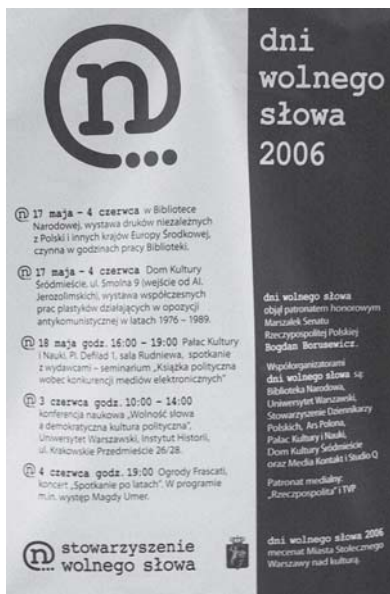 n
dni
wolnego
słowa
2006
n 17 maja – 4 czerwca w Bibliotece
Narodowej, wystawa druków niezależnych
z Polski i innych krajów Europy Środkowej,
czynna w godzinach pracy Biblioteki.
n 17 maja – 4 czerwca Dom Kultury
Śródmieście, ul. Smolna 9 (wejście od Al.
Jerozolimskich), wystawa współczesnych
prac plastyków działających w opozycji
antykomunistycznej w latach 1976 – 1989.
n 18 maja godz. 16:00 – 19:00 Pałac Kultury
i Nauki, Pl. Defilad 1, sala Rudniewa, spotkanie
z wydawcami – seminarium „Książka polityczna
wobec konkurencji mediów elektronicznych”
n 3 czerwca godz. 10:00 – 14:00
konferencja naukowa „Wolność słowa
a demokratyczna kultura polityczna”,
Uniwersytet Warszawski, Instytut Historii,
ul. Krakowskie Przedmieście 26/28.
n 4 czerwca godz. 19:00 Ogrody Frascati,
koncert „Spotkanie po latach”. W programie
m.in. występ Magdy Umer.
n stowarzyszenie
wolnego słowa
dni wolnego słowa
objął patronatem honorowym
Marszałek Senatu
Rzeczypospolitej Polskiej
Bogdan Borusewicz.
Współorganizatorami
dni wolnego słowa są:
Biblioteka Narodowa,
Uniwersytet Warszawski,
Stowarzyszenie Dziennikarzy
Polskich, Ars Polona,
Pałac Kultury i Nauki,
Dom Kultury Śródmieście
oraz Media Kontakt i Studio Q
Patronat medialny:
„Rzeczpospolita” i TVP
dni wolnego słowa 2006
mecenat Miasta Stołecznego
Warszawy nad kulturą.